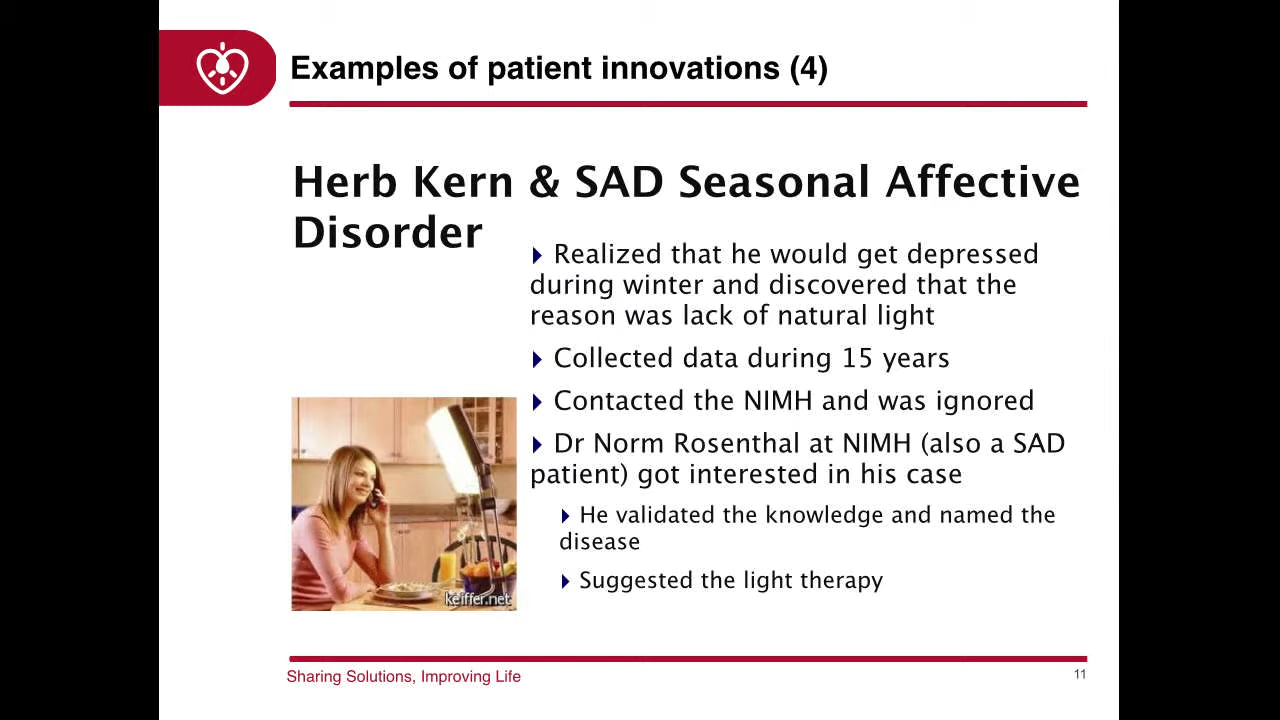 Examples of patient innovations (4)
Herb Kern & SAD Seasonal Affective
Disorder
Realized that he would get depressed
during winter and discovered that the
reason was lack of natural light
Collected data during 15 years
Contacted the NIMH and was ignored
Dr Norm Rosenthal at NIMH (also a SAD
patient) got interested in his case
He validated the knowledge and named the
disease
Suggested the light therapy
keiffer.net
Sharing Solutions, Improving Life
11